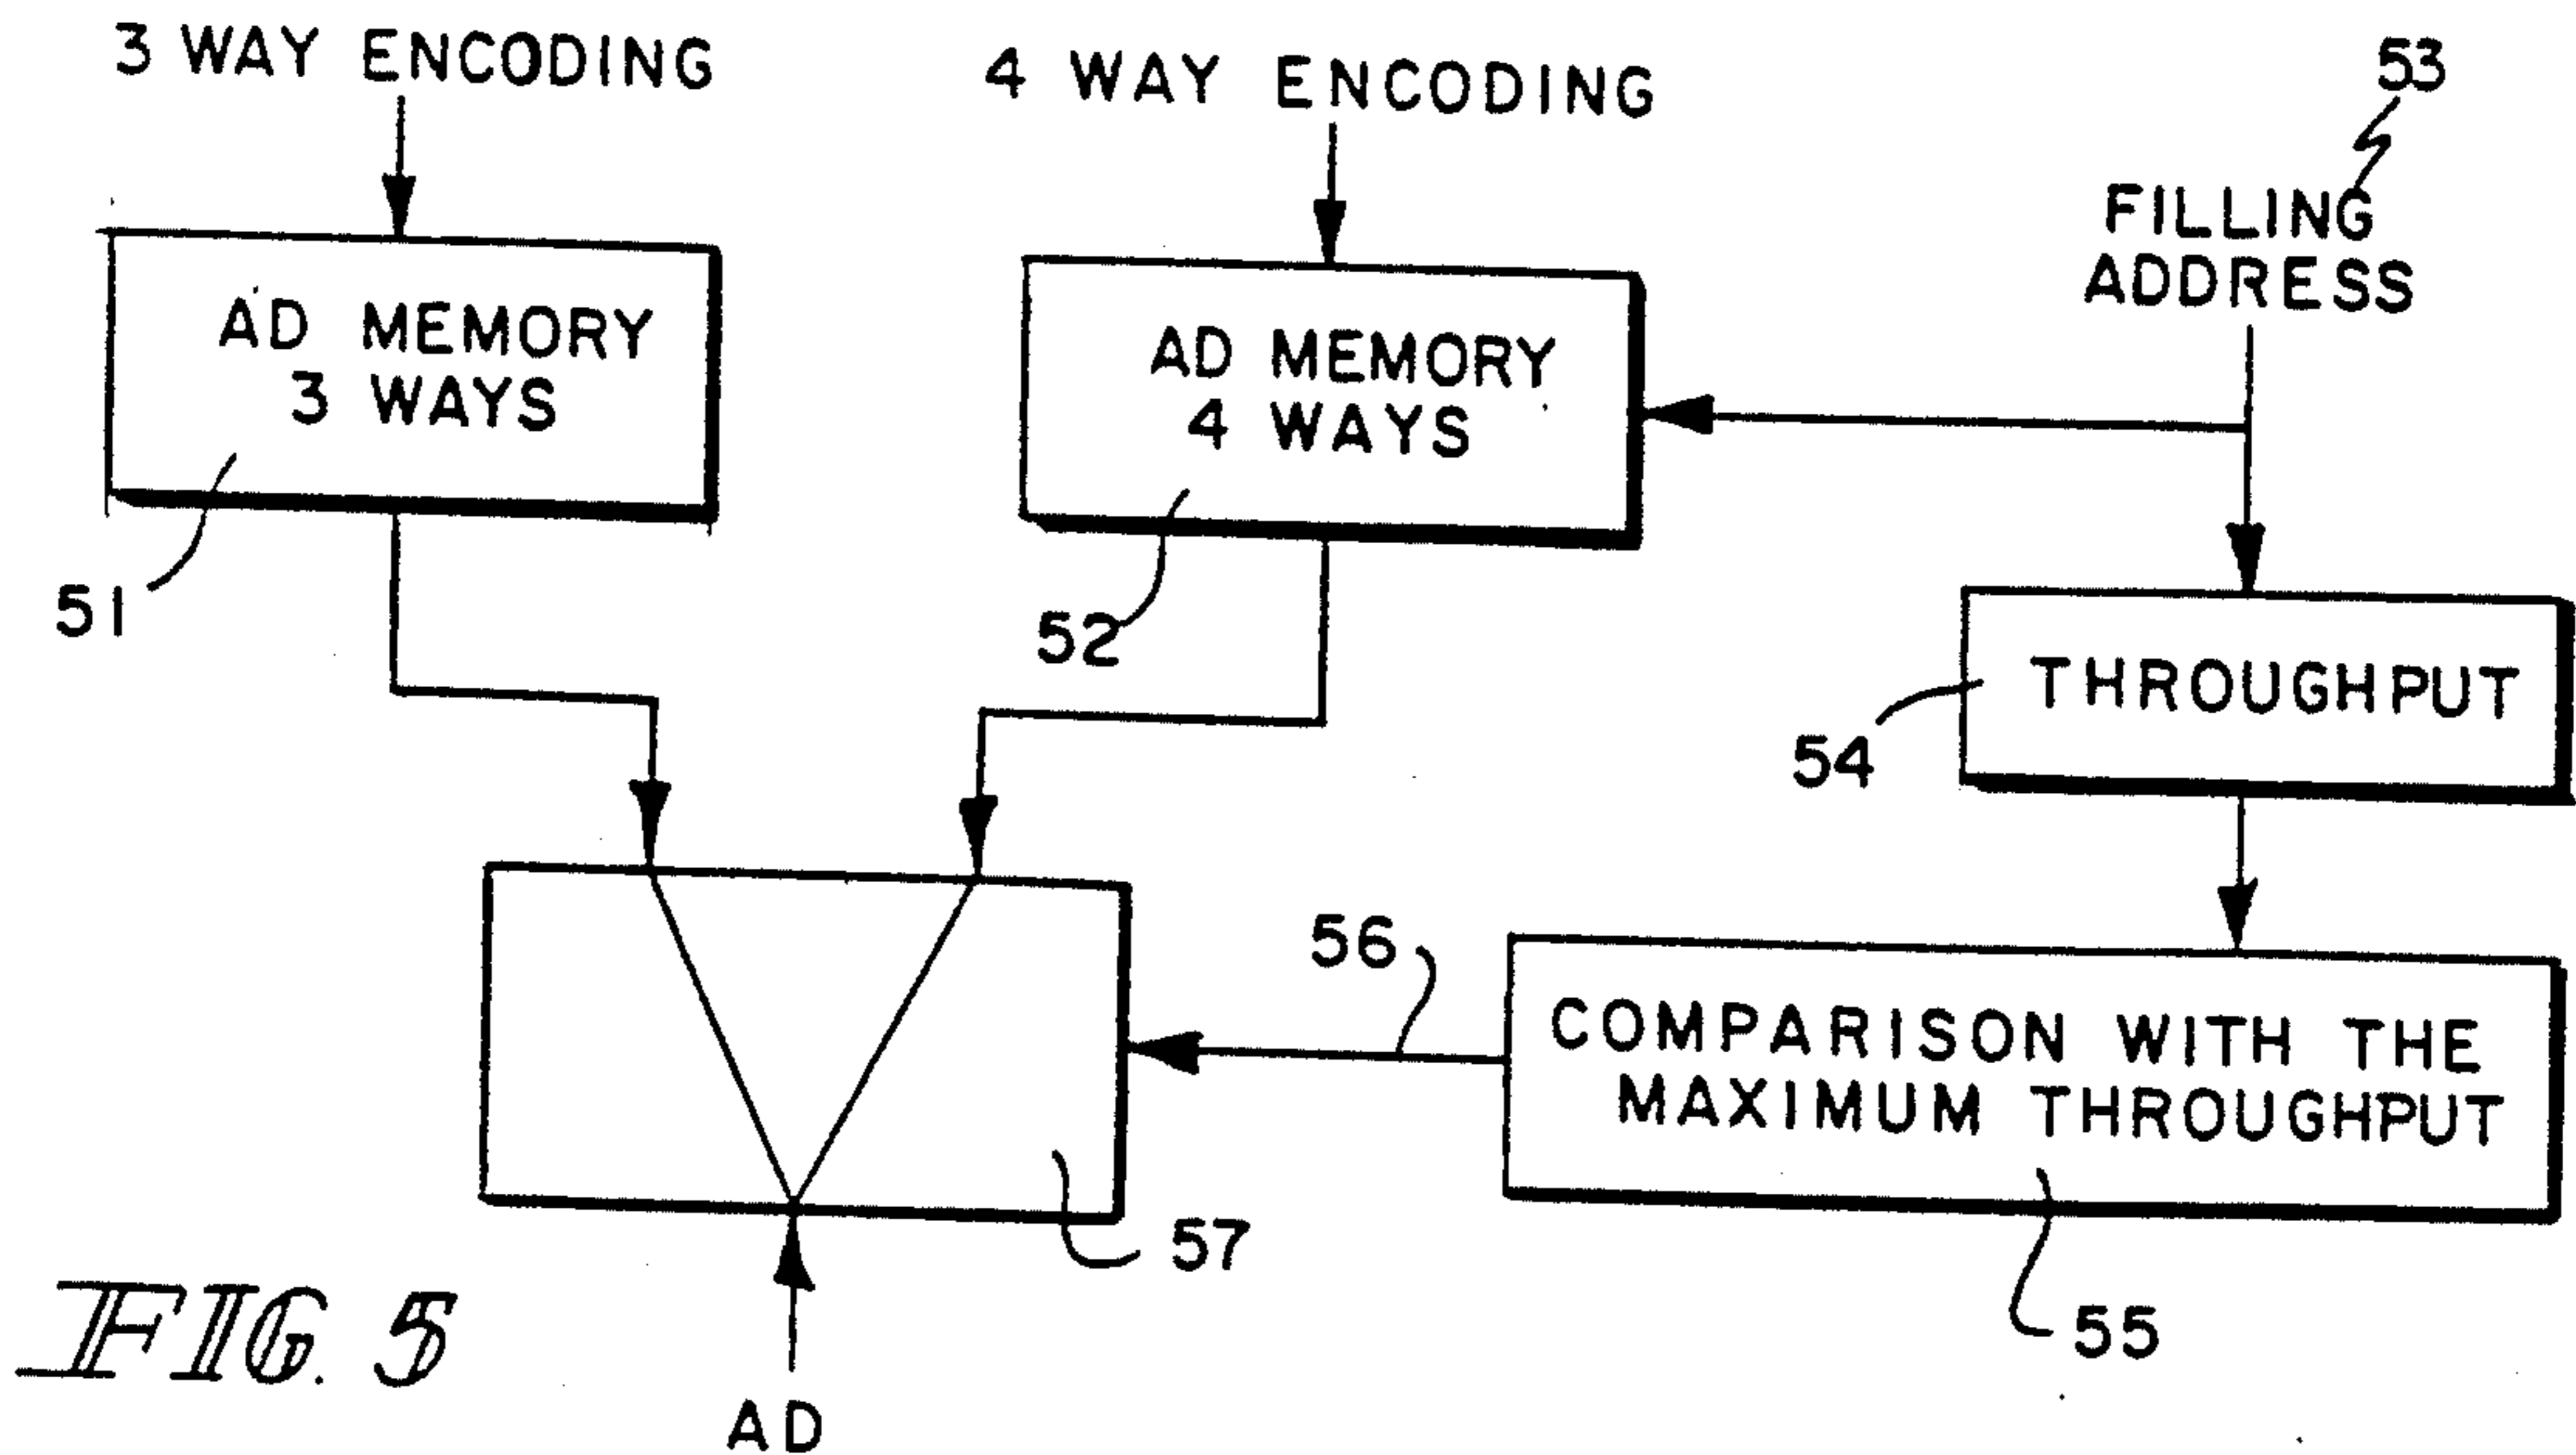 3 WAY ENCODING
4 WAY ENCODING
53
FILLING
ADDRESS
AD MEMORY
3 WAYS
AD MEMORY
4 WAYS
51
52
THROUGHPUT
54
56
COMPARISON WITH THE
MAXIMUM THROUGHPUT
57
55
FIG. 5
AD